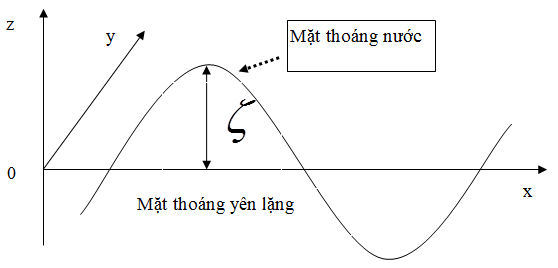 z
y
Mặt thoáng nước
ζ
0
x
Mặt thoáng yên lặng